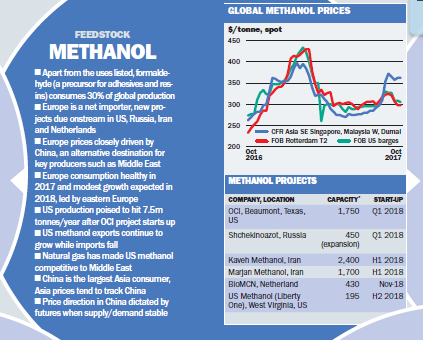 FEEDSTOCK
METHANOL
■ Apart from the uses listed, formalde-
hyde (a precursor for adhesives and res-
ins) consumes 30% of global production
■ Europe is a net importer, new pro-
jects due onstream in US, Russia, Iran
and Netherlands
■ Europe prices closely driven by
China, an alternative destination for
key producers such as Middle East
■ Europe consumption healthy in
2017 and modest growth expected in
2018, led by eastern Europe
■ US production poised to hit 7.5m
tonnes/year after OCI project starts up
■ US methanol exports continue to
grow while imports fall
■ Natural gas has made US methanol
competitive to Middle East
■ China is the largest Asia consumer,
Asia prices tend to track China
■ Price direction in China dictated by
futures when supply/demand stable
GLOBAL METHANOL PRICES
$/tonne, spot
450
400
350
300
250
200
CFR Asia SE Singapore, Malaysia W, Dumai
FOB Rotterdam T2 FOB US barges
Oct Oct
2016 2017
METHANOL PROJECTS
COMPANY, LOCATION CAPACITY* START-UP
OCI, Beaumont, Texas, 1,750 Q1 2018
US
Shchekinoazot, Russia 450 Q1 2018
(expansion)
Kaveh Methanol, Iran 2,400 H1 2018
Marjan Methanol, Iran 1,700 H1 2018
BioMCN, Netherland 430 Nov-18
US Methanol (Liberty 195 H2 2018
One), West Virginia, US